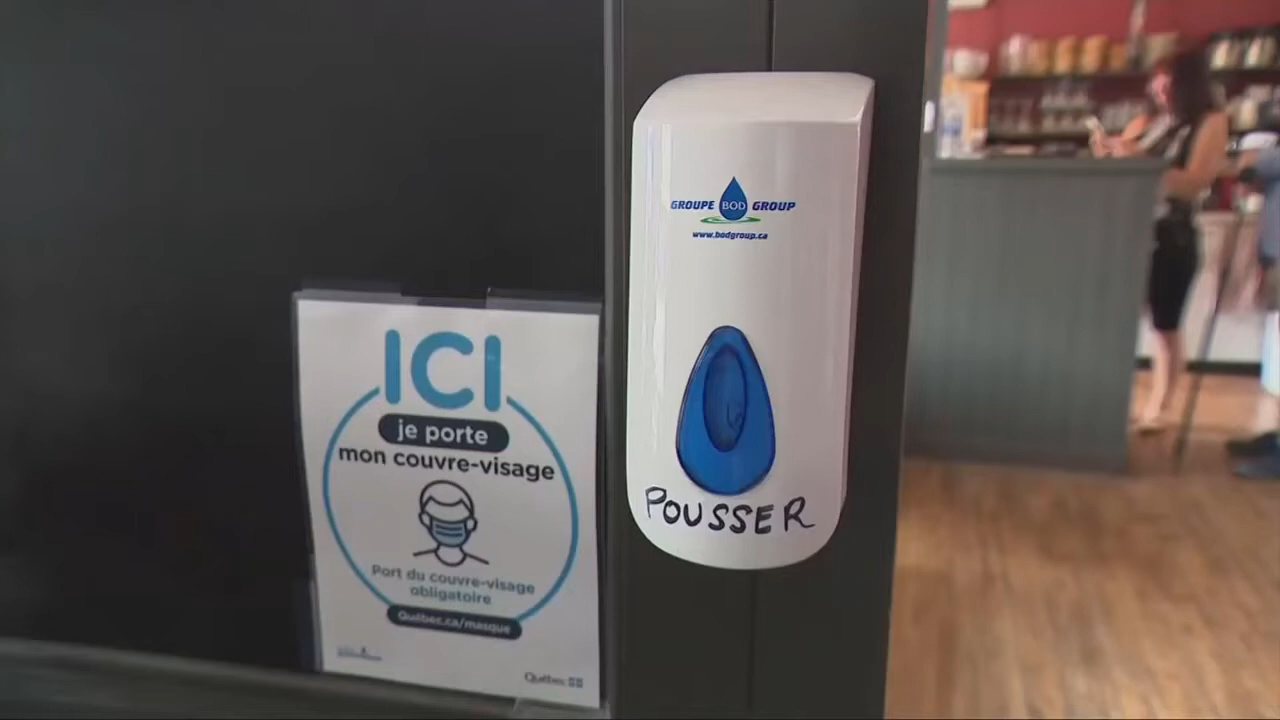 ICI
je porte
mon couvre-visage
Port du couvre-visage
obligatoire
Québec.ca/masque
Québec
GROUPE BOD GROUP
www.bodgroup.ca
POUSSER